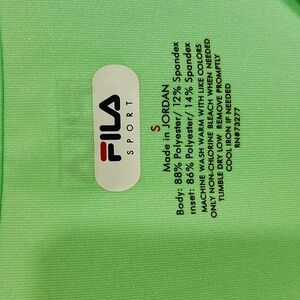 FILA
SPORT
S
Made in JORDAN
Body: 88% Polyester/ 12% Spandex
Inset: 86% Polyester/ 14% Spandex
MACHINE WASH WARM WITH LIKE COLORS
ONLY NON-CHLORINE BLEACH WHEN NEEDED
TUMBLE DRY LOW REMOVE PROMPTLY
COOL IRON IF NEEDED
RN#73277